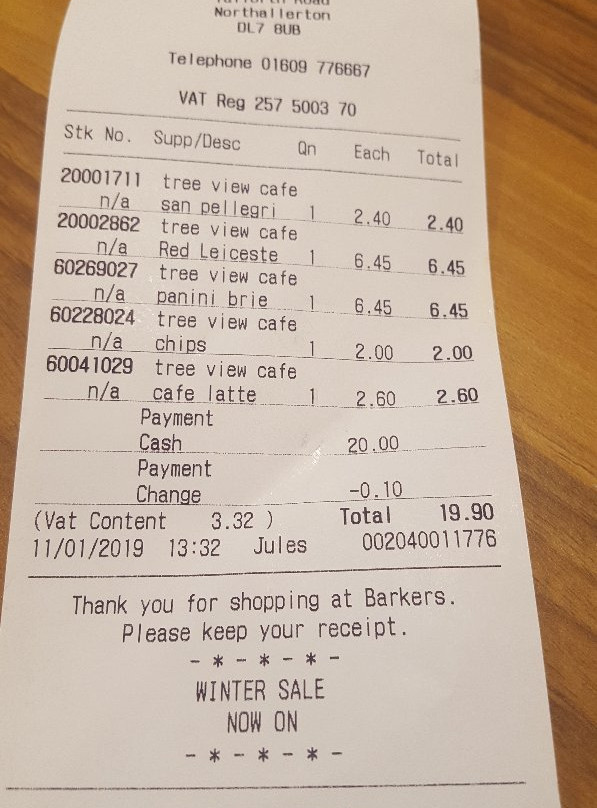 Road
Northallerton
DL7 8UB
Telephone 01609 776667
VAT Reg 257 5003 70
Stk No. Supp/Desc Qn Each Total
20001711 tree view cafe
n/a san pellegri 1 2.40 2.40
20002862 tree view cafe
n/a Red Leiceste 1 6.45 6.45
60269027 tree view cafe
n/a panini brie 1 6.45 6.45
60228024 tree view cafe
n/a chips 1 2.00 2.00
60041029 tree view cafe
n/a cafe latte 1 2.60 2.60
Payment
Cash 20.00
Payment
Change -0.10
(Vat Content 3.32 ) Total 19.90
11/01/2019 13:32 Jules 002040011776
Thank you for shopping at Barkers.
Please keep your receipt.
- * - * - * -
WINTER SALE
NOW ON
- * - * - * -